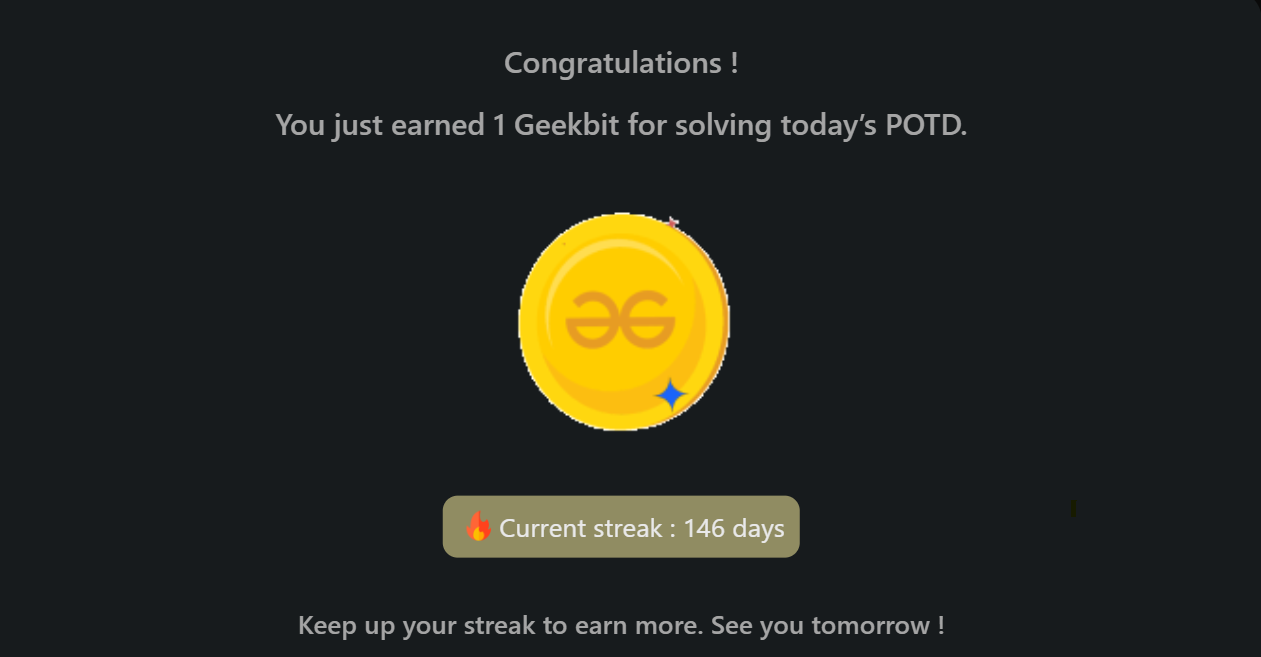 Congratulations !
You just earned 1 Geekbit for solving today’s POTD.
Current streak : 146 days
Keep up your streak to earn more. See you tomorrow !